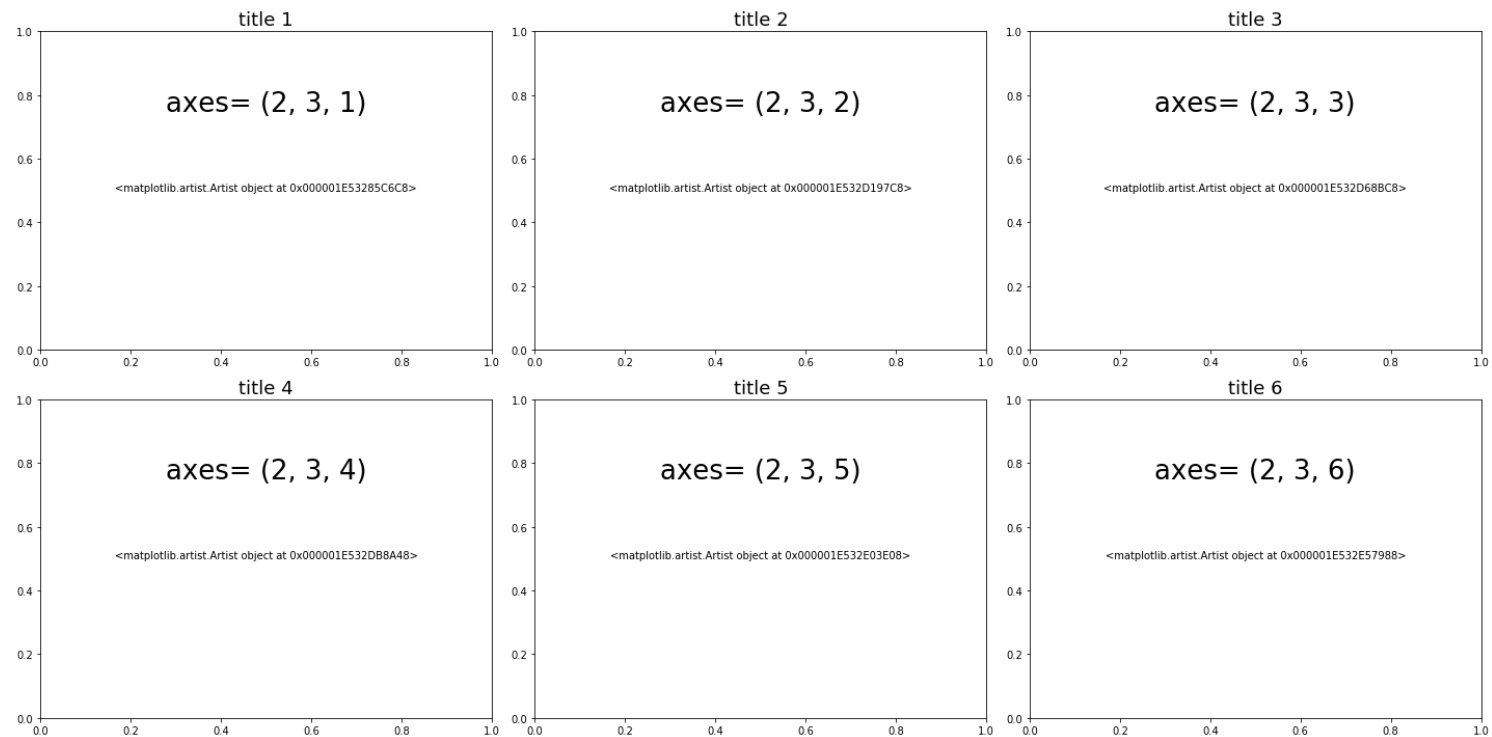 title 1 title 2 title 3
1.0 1.0 1.0
axes= (2, 3, 1) axes= (2, 3, 2) axes= (2, 3, 3)
0.8 0.8 0.8
0.6 0.6 0.6
<matplotlib.artist.Artist object at 0x000001E53285C6C8> <matplotlib.artist.Artist object at 0x000001E532D197C8> <matplotlib.artist.Artist object at 0x000001E532D68BC8>
0.4 0.4 0.4
0.2 0.2 0.2
0.0 0.0 0.0
0.0 0.2 0.4 0.6 0.8 1.0 0.0 0.2 0.4 0.6 0.8 1.0 0.0 0.2 0.4 0.6 0.8 1.0
title 4 title 5 title 6
1.0 1.0 1.0
axes= (2, 3, 4) axes= (2, 3, 5) axes= (2, 3, 6)
0.8 0.8 0.8
0.6 0.6 0.6
<matplotlib.artist.Artist object at 0x000001E532DB8A48> <matplotlib.artist.Artist object at 0x000001E532E03E08> <matplotlib.artist.Artist object at 0x000001E532E57988>
0.4 0.4 0.4
0.2 0.2 0.2
0.0 0.0 0.0
0.0 0.2 0.4 0.6 0.8 1.0 0.0 0.2 0.4 0.6 0.8 1.0 0.0 0.2 0.4 0.6 0.8 1.0